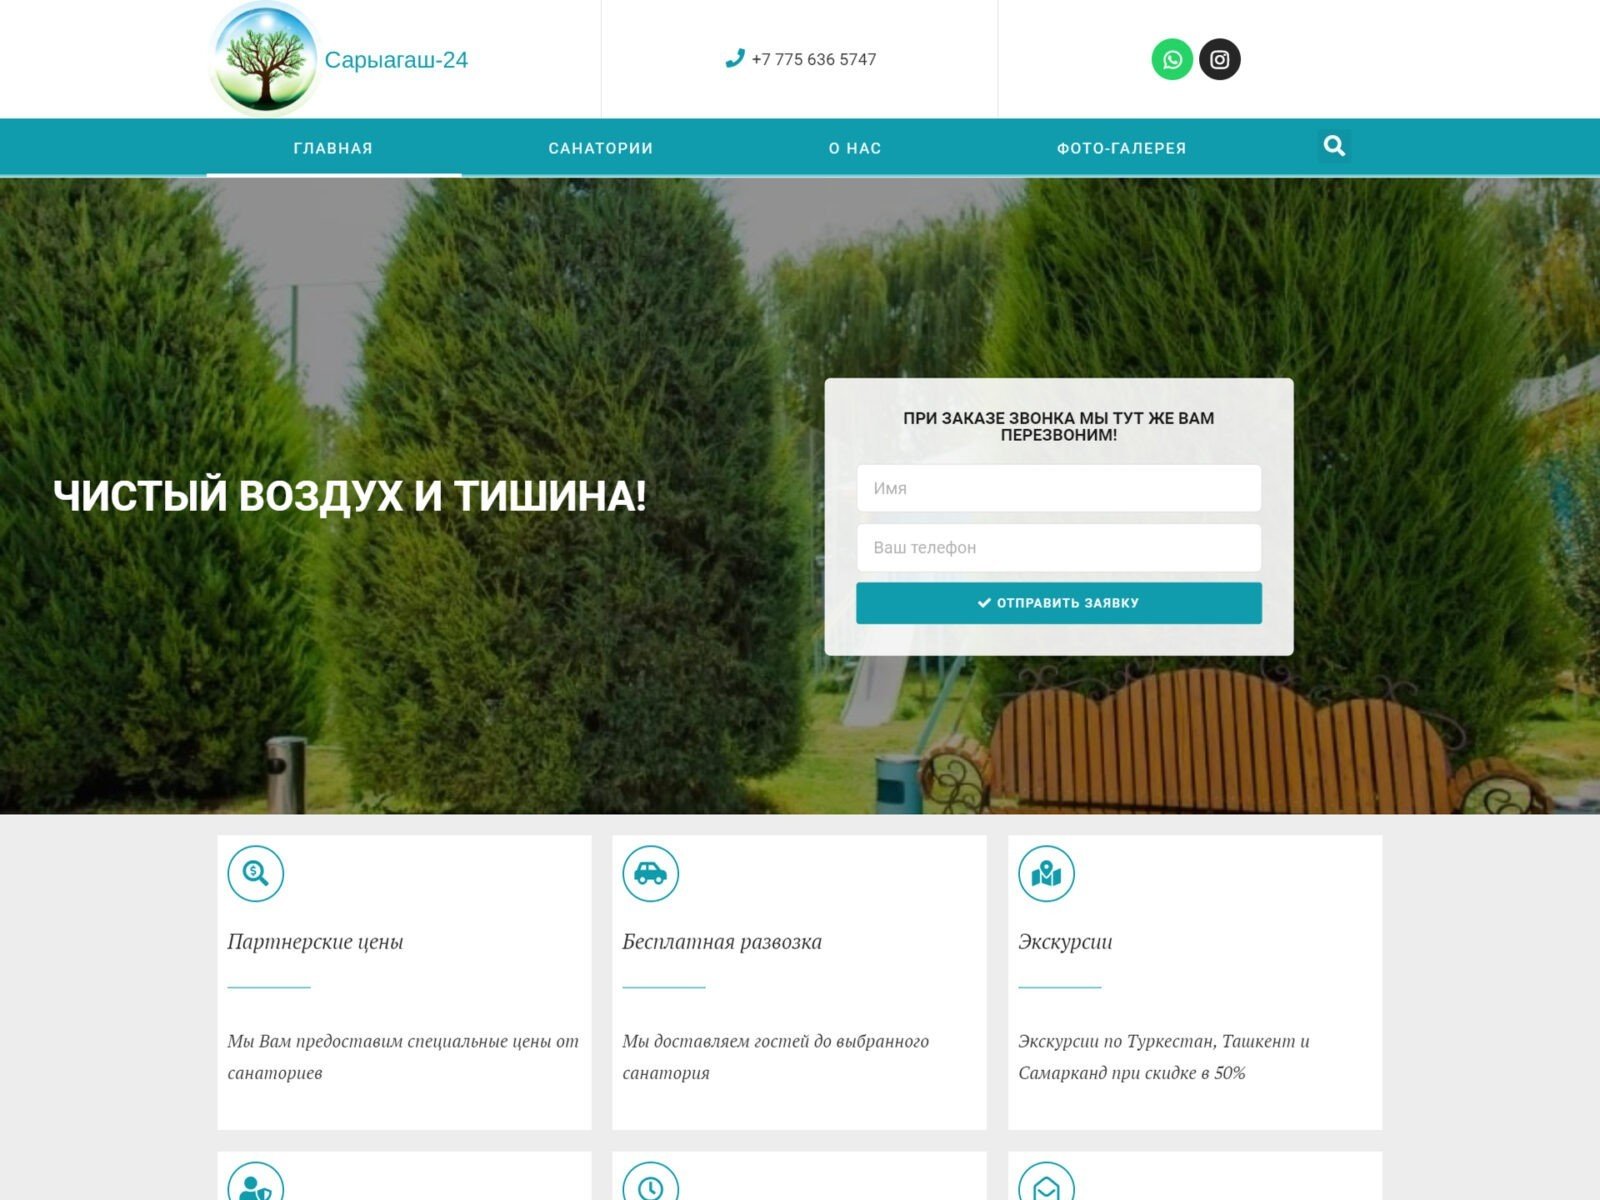 Сарыагаш-24
+7 775 636 5747
ГЛАВНАЯ
САНАТОРИИ
О НАС
ФОТО-ГАЛЕРЕЯ
ЧИСТЫЙ ВОЗДУХ И ТИШИНА!
ПРИ ЗАКАЗЕ ЗВОНКА МЫ ТУТ ЖЕ ВАМ
ПЕРЕЗВОНИМ!
Имя
Ваш телефон
ОТПРАВИТЬ ЗАЯВКУ
Партнерские цены
Мы Вам предоставим специальные цены от
санаториев
Бесплатная развозка
Мы доставляем гостей до выбранного
санатория
Экскурсии
Экскурсии по Туркестан, Ташкент и
Самарканд при скидке в 50%